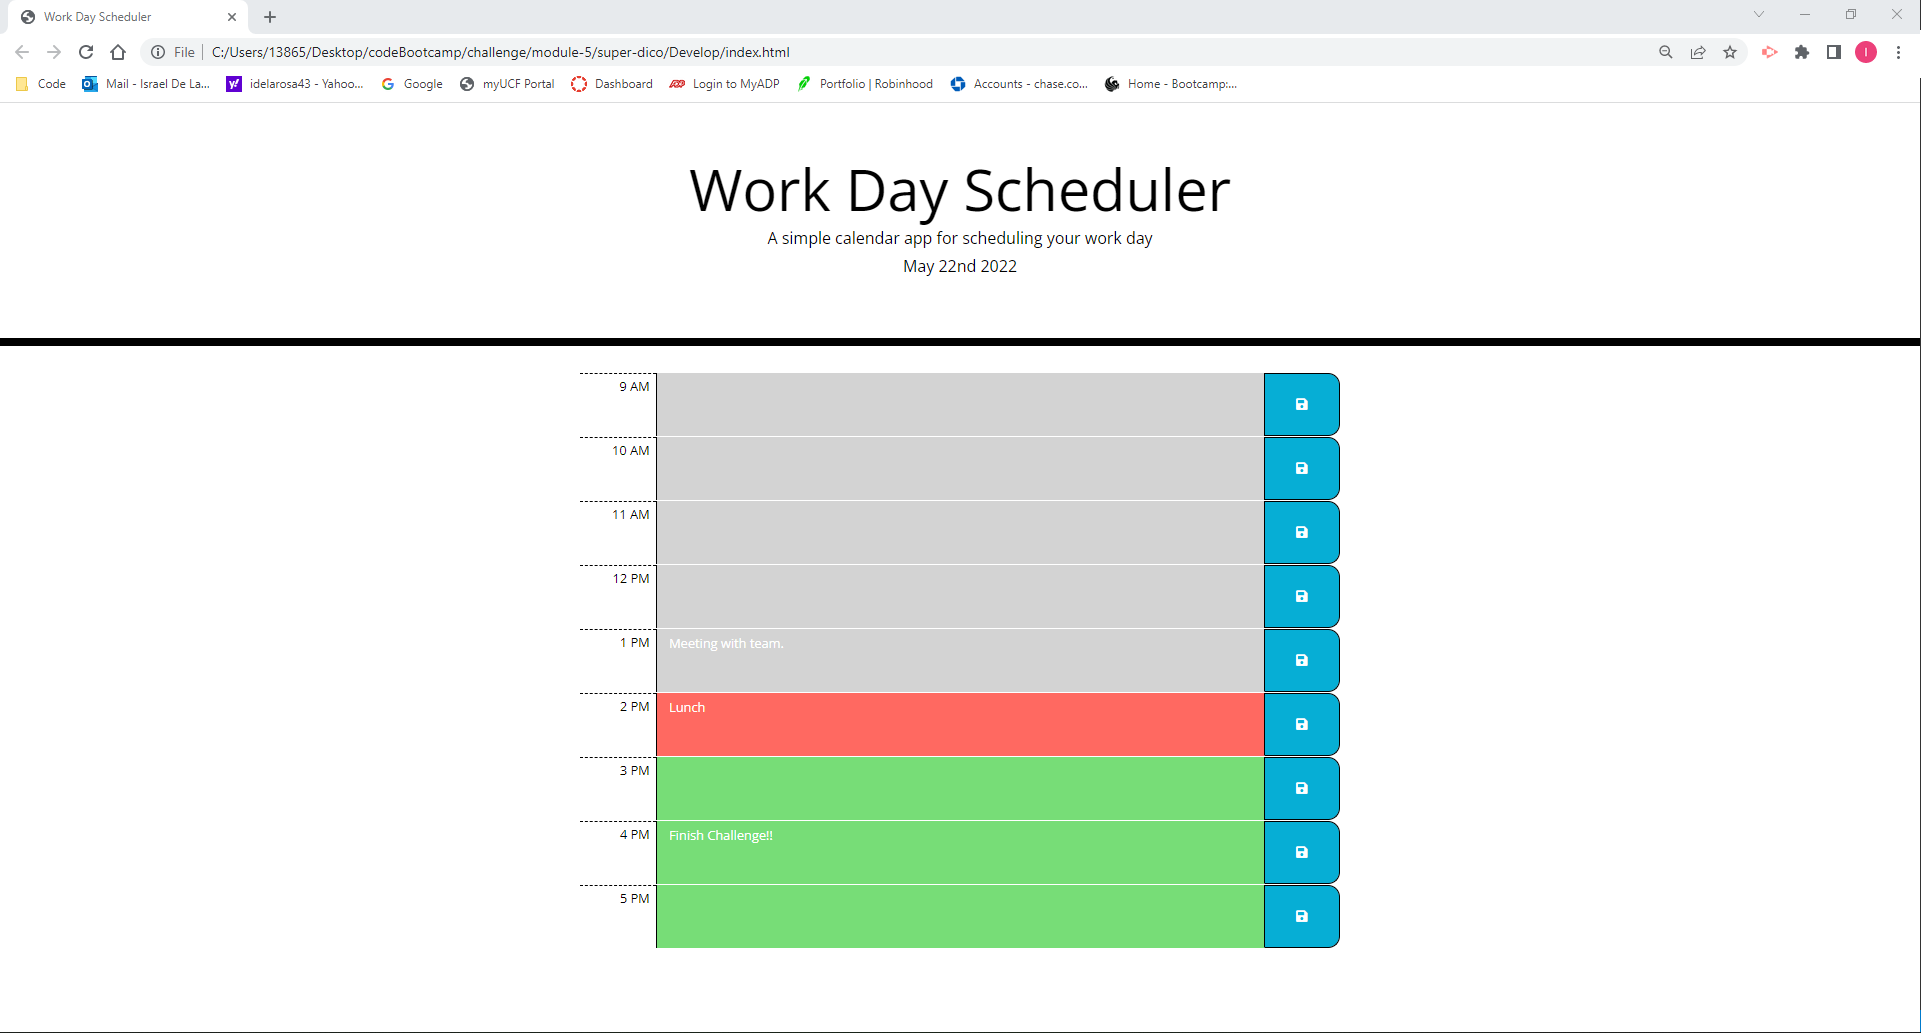 Work Day Scheduler
File C:/Users/13865/Desktop/codeBootcamp/challenge/module-5/super-dico/Develop/index.html
I
Code Mail - Israel De La... idelarosa43 - Yahoo... Google myUCF Portal Dashboard Login to MyADP Portfolio | Robinhood Accounts - chase.co... Home - Bootcamp:...
Work Day Scheduler
A simple calendar app for scheduling your work day
May 22nd 2022
9 AM
10 AM
11 AM
12 PM
1 PM Meeting with team.
2 PM Lunch
3 PM
4 PM Finish Challenge!!
5 PM